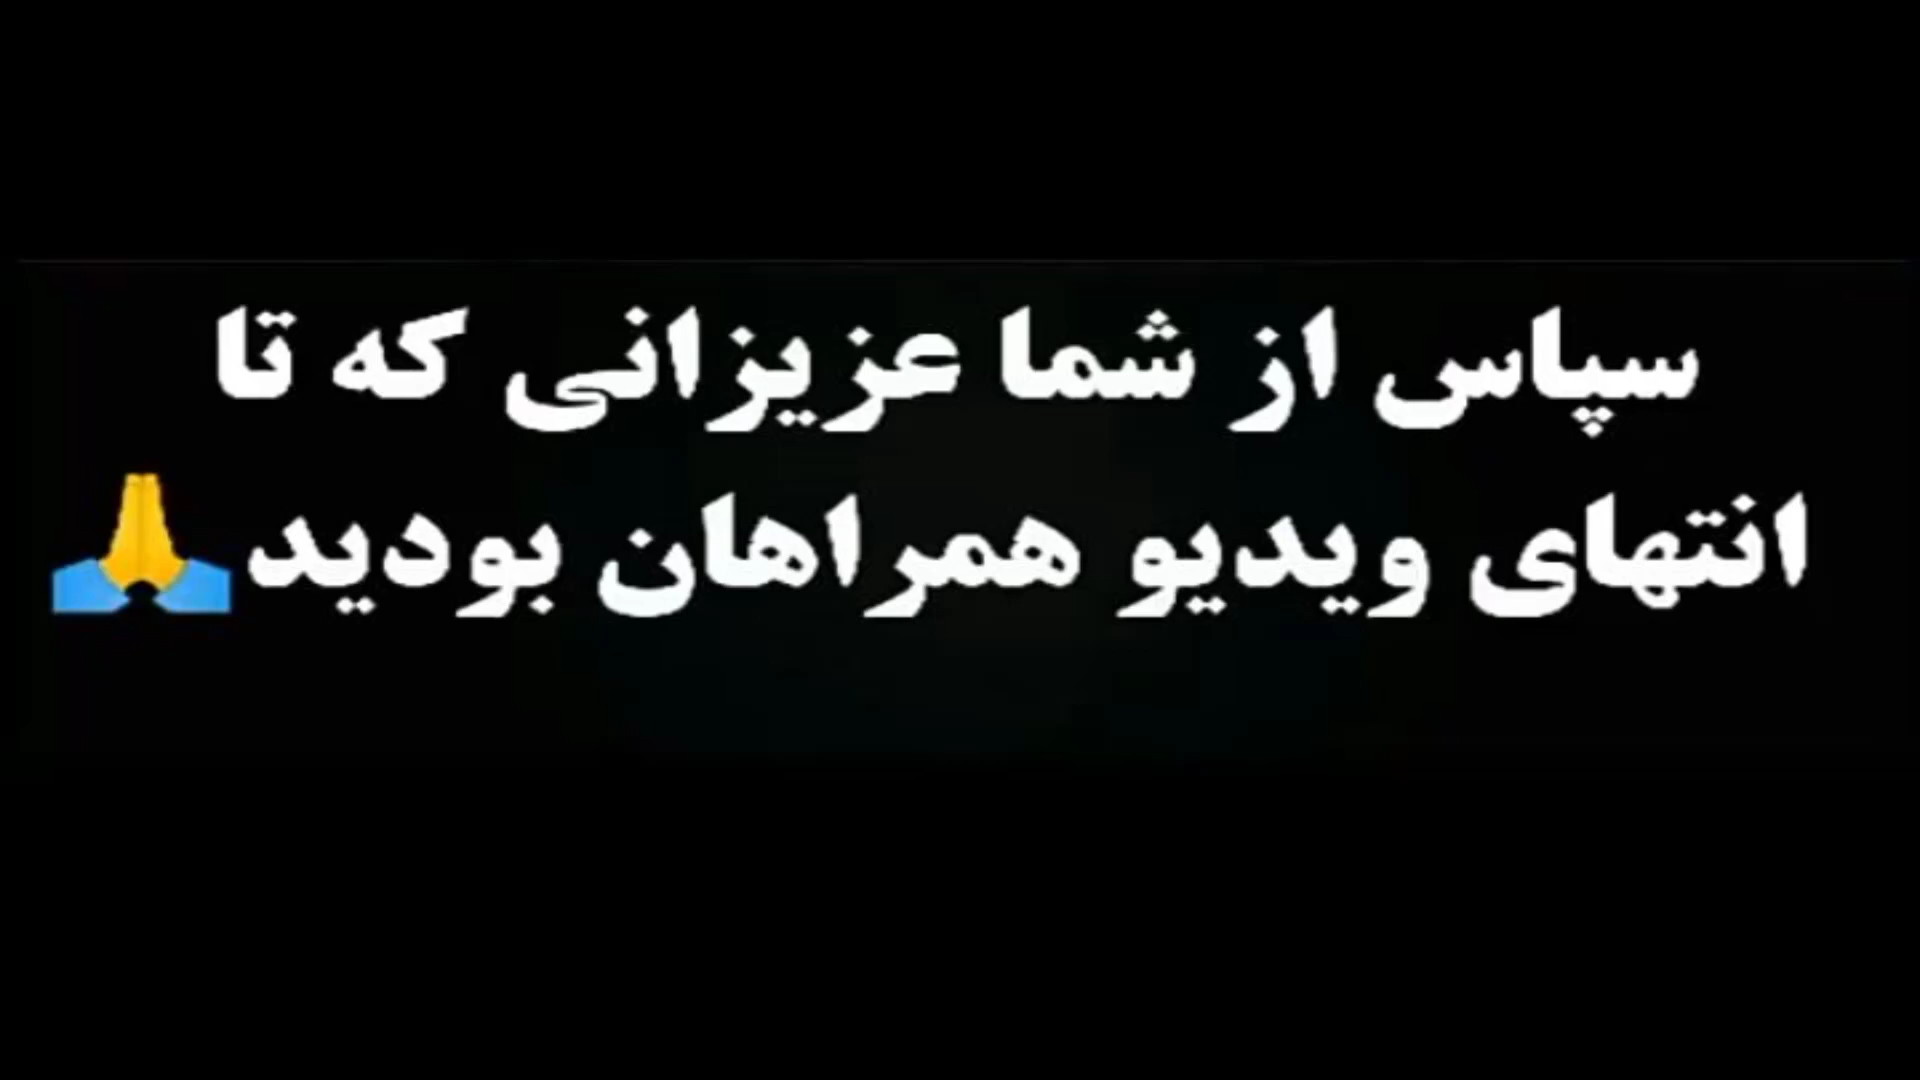 سپاس از شما عزیزانی که تا
انتهای ویدیو همراهان بودید🙏